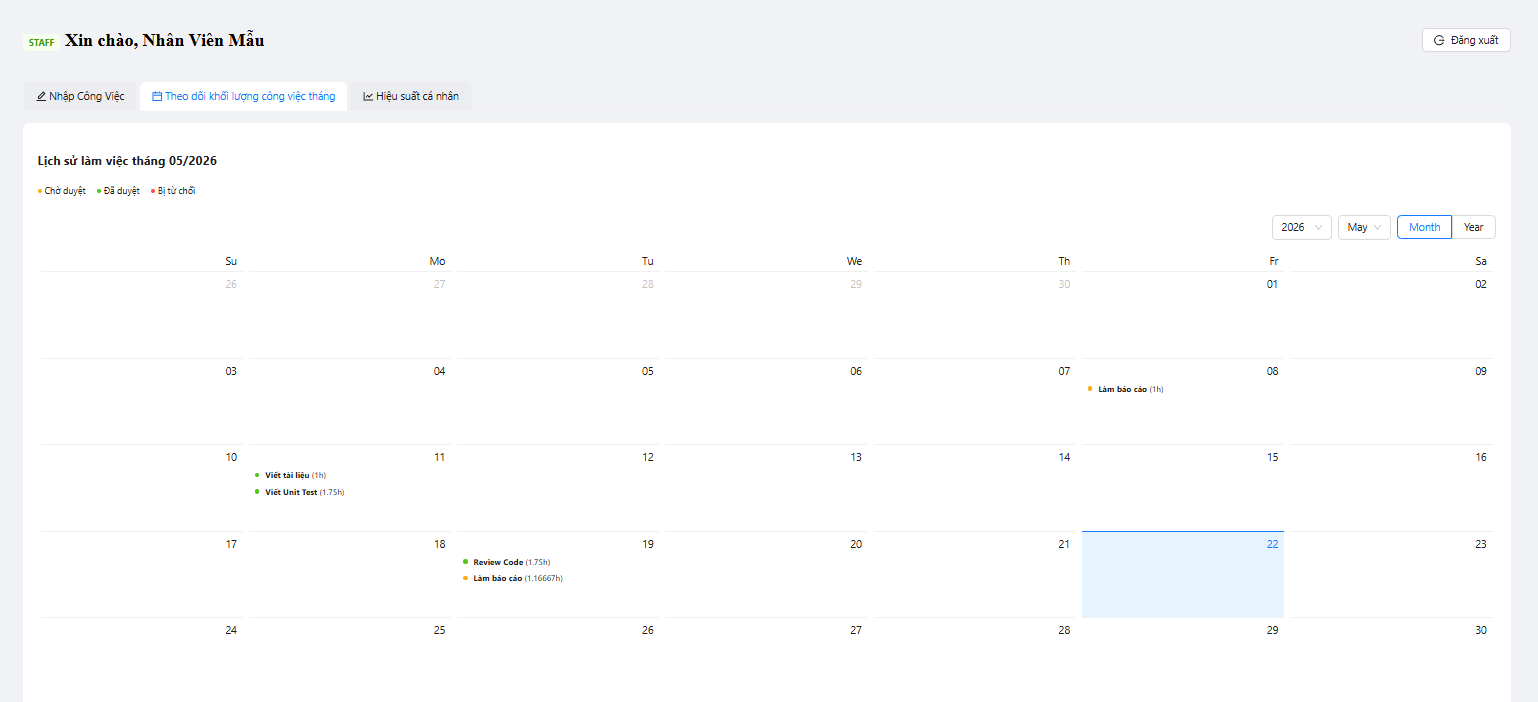 STAFF Xin chào, Nhân Viên Mẫu
Đăng xuất
Nhập Công Việc Theo dõi khối lượng công việc tháng Hiệu suất cá nhân
Lịch sử làm việc tháng 05/2026
Chờ duyệt Đã duyệt Bị từ chối
2026 May Month Year
Su Mo Tu We Th Fr Sa
26 27 28 29 30 01 02
03 04 05 06 07 08 09
Làm báo cáo (1h)
10 11 12 13 14 15 16
Viết tài liệu (1h)
Viết Unit Test (1.75h)
17 18 19 20 21 22 23
Review Code (1.75h)
Làm báo cáo (1.16667h)
24 25 26 27 28 29 30